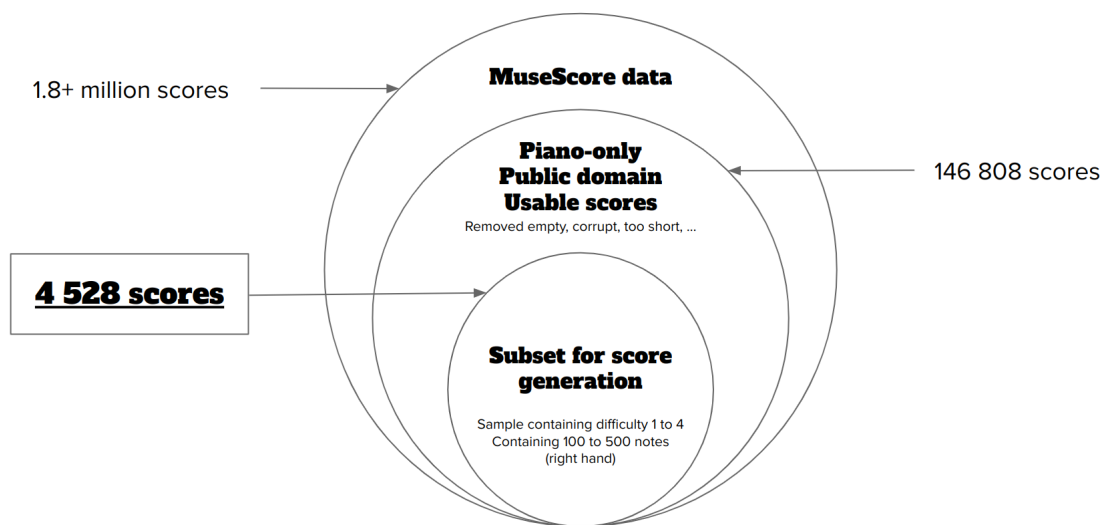 MuseScore data
1.8+ million scores
Piano-only
Public domain
Usable scores
Removed empty, corrupt, too short, ...
146 808 scores
4 528 scores
Subset for score
generation
Sample containing difficulty 1 to 4
Containing 100 to 500 notes
(right hand)